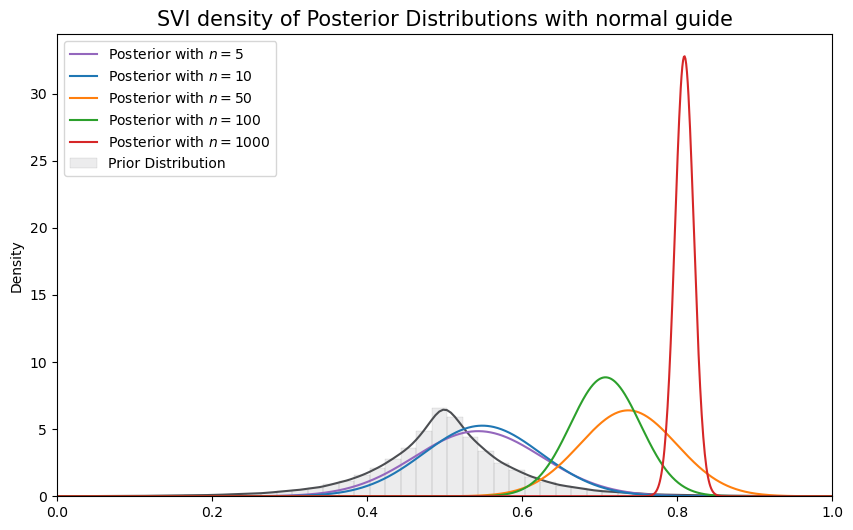 SVI density of Posterior Distributions with normal guide
Posterior with n = 5
Posterior with n = 10
Posterior with n = 50
Posterior with n = 100
Posterior with n = 1000
Prior Distribution
Density
30
25
20
15
10
5
0
0.0 0.2 0.4 0.6 0.8 1.0